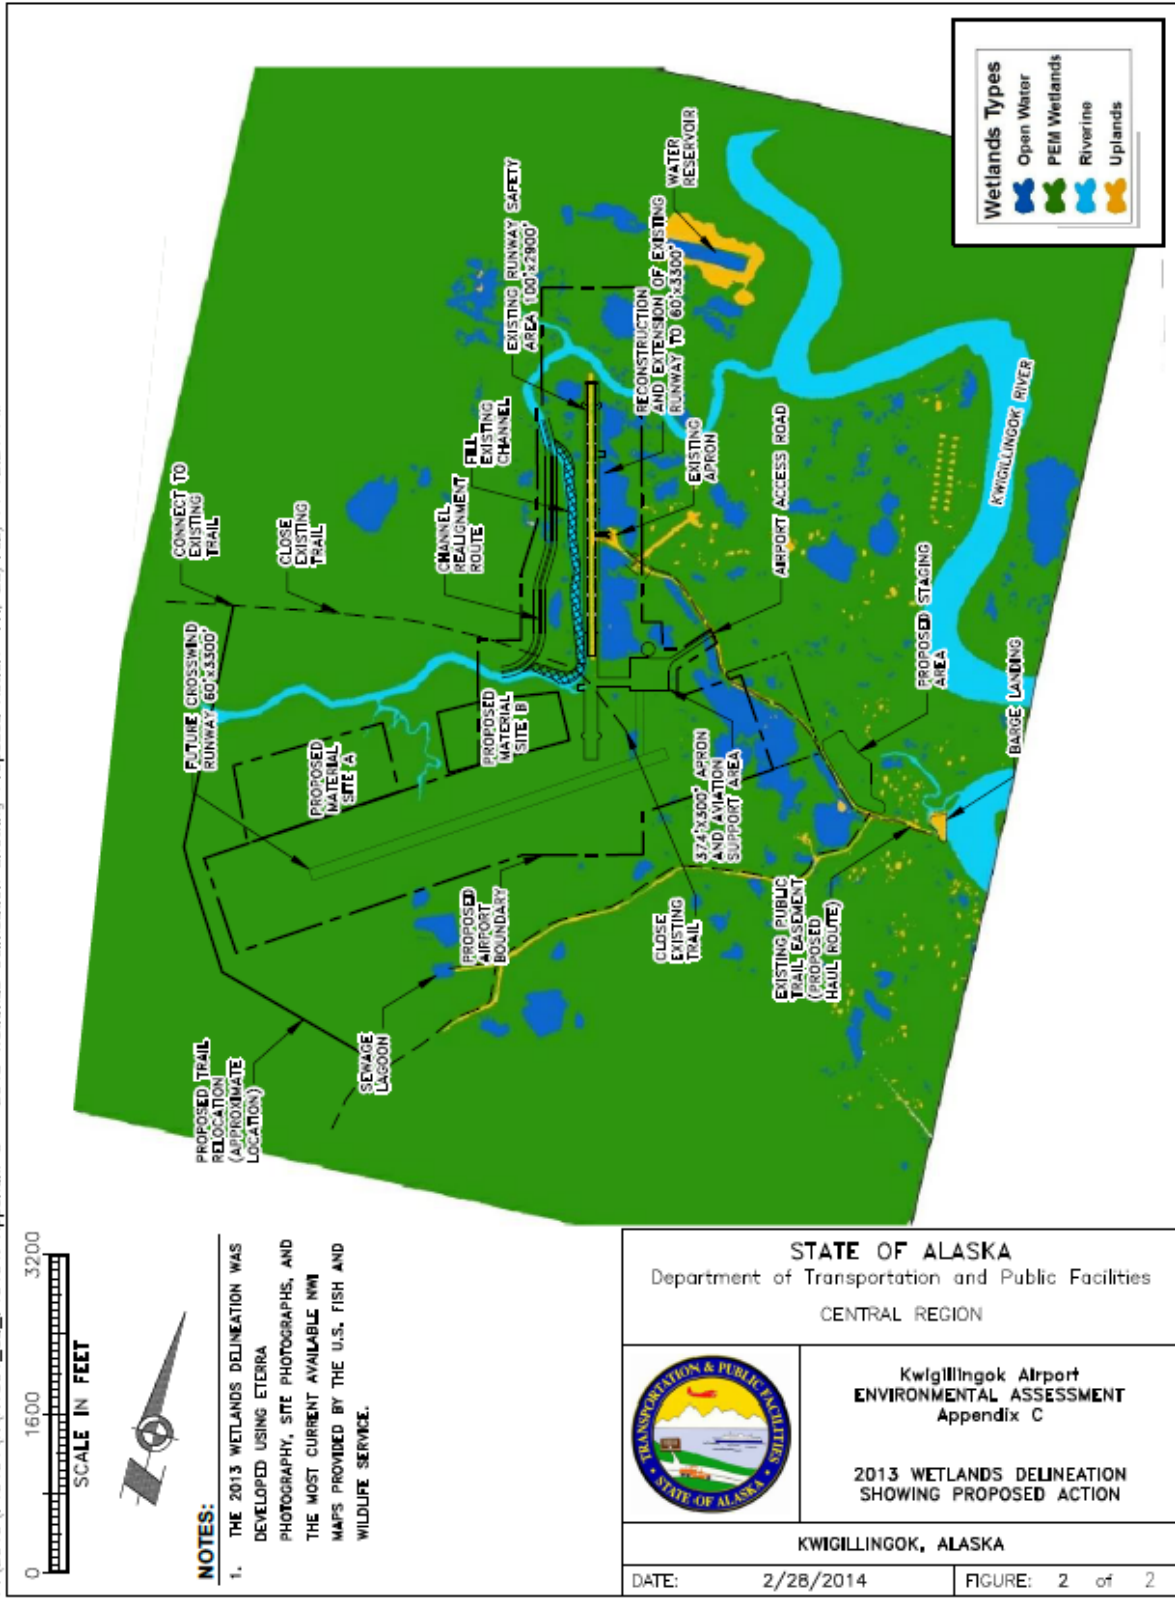 Wetlands Types
Open Water
PEM Wetlands
Riverine
Uplands
WATER
RESERVOIR
EXISTING RUNWAY SAFETY
AREA 100'x2900'
RECONSTRUCTION
AND EXTENSION OF EXISTING
RUNWAY TO 60'x3300'
FILL
EXISTING
CHANNEL
CHANNEL
REALIGNMENT
ROUTE
CONNECT TO
EXISTING
TRAIL
CLOSE
EXISTING
TRAIL
EXISTING
APRON
KWIGILLINGOK RIVER
AIRPORT ACCESS ROAD
PROPOSED STAGING
AREA
BARGE LANDING
FUTURE CROSSWIND
RUNWAY 60'x3300'
PROPOSED
MATERIAL
SITE A
PROPOSED
MATERIAL
SITE B
374'X300' APRON
AND AVIATION
SUPPORT AREA
PROPOSED
AIRPORT
BOUNDARY
CLOSE
EXISTING
TRAIL
EXISTING PUBLIC
TRAIL EASEMENT
(PROPOSED
HAUL ROUTE)
SEWAGE
LAGOON
PROPOSED TRAIL
RELOCATION
(APPROXIMATE
LOCATION)
0 1600 3200
SCALE IN FEET
NOTES:
1. THE 2013 WETLANDS DELINEATION WAS
DEVELOPED USING ETERRA
PHOTOGRAPHY, SITE PHOTOGRAPHS, AND
THE MOST CURRENT AVAILABLE NWI
MAPS PROVIDED BY THE U.S. FISH AND
WILDLIFE SERVICE.
STATE OF ALASKA
Department of Transportation and Public Facilities
CENTRAL REGION
TRANSPORTATION & PUBLIC FACILITIES
STATE OF ALASKA
Kwigillingok Airport
ENVIRONMENTAL ASSESSMENT
Appendix C
2013 WETLANDS DELINEATION
SHOWING PROPOSED ACTION
KWIGILLINGOK, ALASKA
DATE: 2/28/2014 FIGURE: 2 of 2